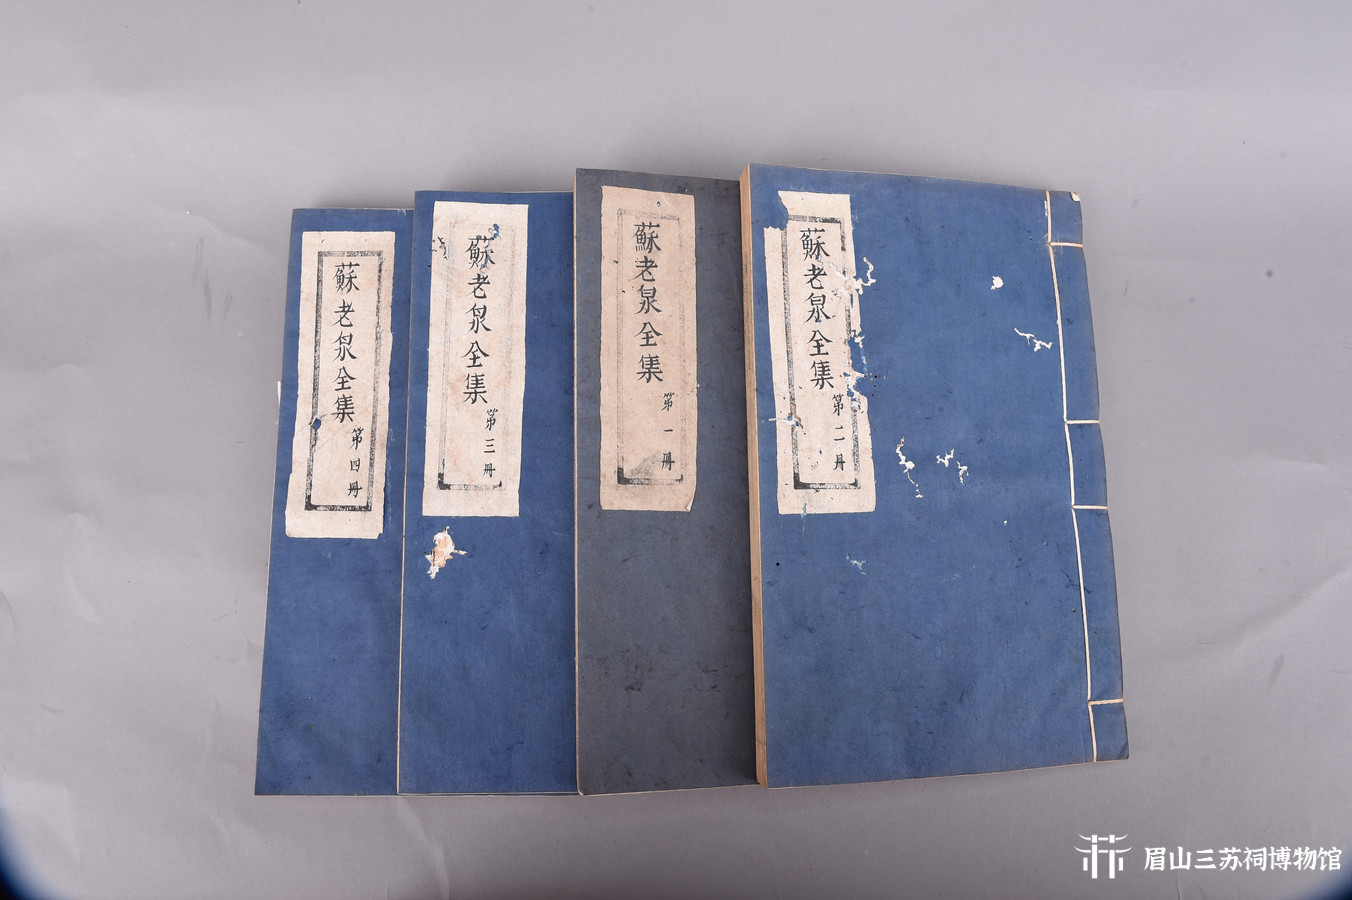 蘇老泉全集
第四册
蘇老泉全集
第三册
蘇老泉全集
第一册
蘇老泉全集
第二册
眉山三苏祠博物馆